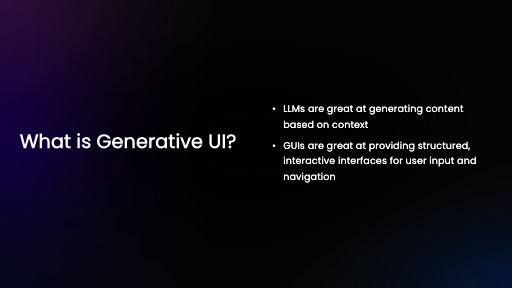 What is Generative UI?
• LLMs are great at generating content
based on context
• GUIs are great at providing structured,
interactive interfaces for user input and
navigation